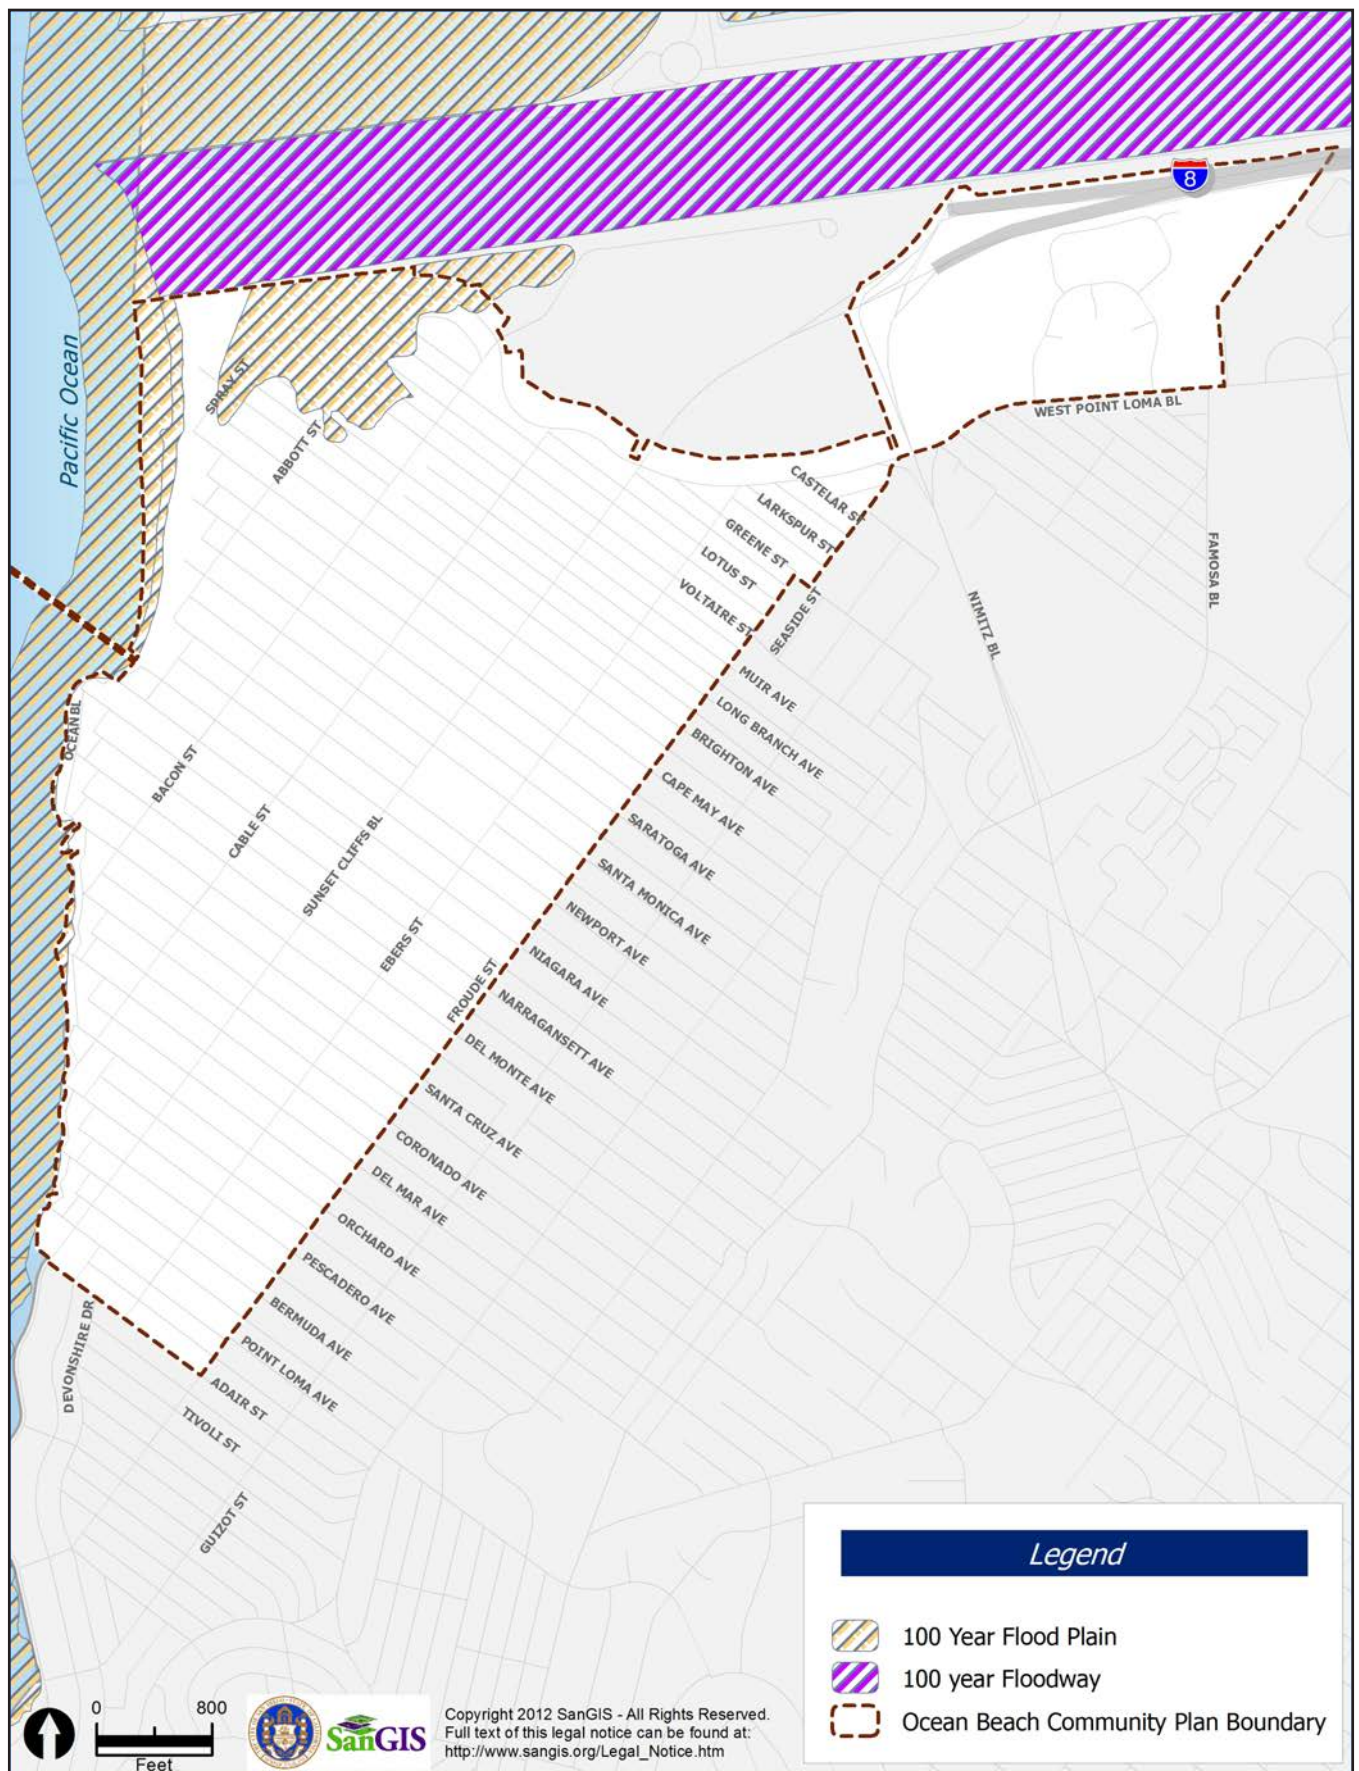 8
Pacific Ocean
SPRAY ST
ABBOTT ST
WEST POINT LOMA BL
CASTELAR ST
LARKSPUR ST
GREENE ST
LOTUS ST
VOLTAIRE ST
SEASIDE ST
NIMITZ BL
FAMOSA BL
MUIR AVE
LONG BRANCH AVE
BRIGHTON AVE
CAPE MAY AVE
SARATOGA AVE
SANTA MONICA AVE
NEWPORT AVE
NIAGARA AVE
NARRAGANSETT AVE
DEL MONTE AVE
SANTA CRUZ AVE
CORONADO AVE
DEL MAR AVE
ORCHARD AVE
PESCADERO AVE
BERMUDA AVE
POINT LOMA AVE
ADAIR ST
TIVOLI ST
GUIZOT ST
DEVONSHIRE DR
OCEAN BL
BACON ST
CABLE ST
SUNSET CLIFFS BL
EBERS ST
FROUDE ST
Legend
100 Year Flood Plain
100 year Floodway
Ocean Beach Community Plan Boundary
0 800
Feet
SanGIS
Copyright 2012 SanGIS - All Rights Reserved.
Full text of this legal notice can be found at:
http://www.sangis.org/Legal_Notice.htm